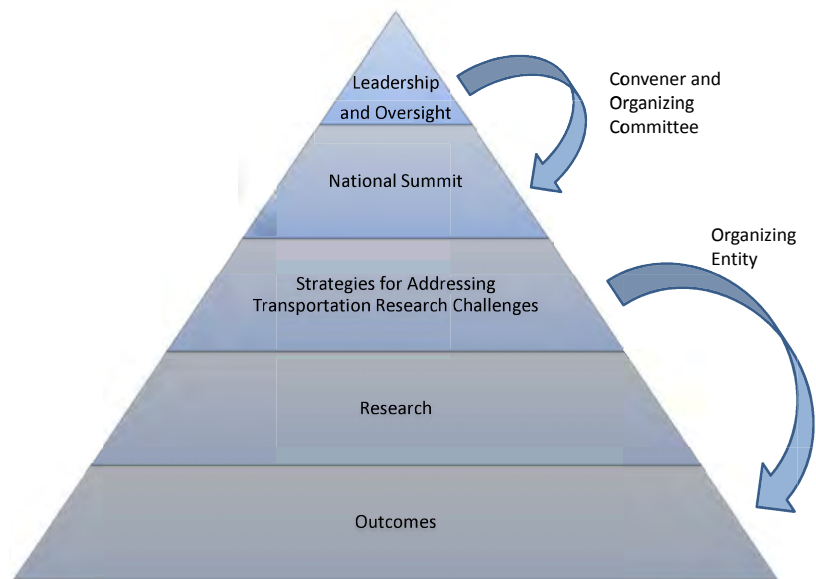 Leadership
and Oversight
Convener and
Organizing
Committee
National Summit
Organizing
Entity
Strategies for Addressing
Transportation Research Challenges
Research
Outcomes